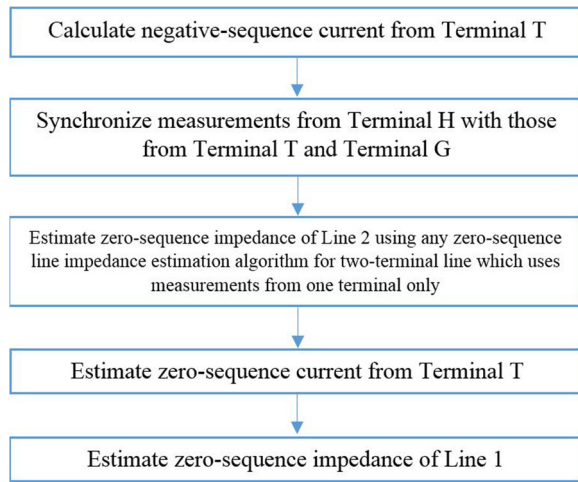 Calculate negative-sequence current from Terminal T
Synchronize measurements from Terminal H with those
from Terminal T and Terminal G
Estimate zero-sequence impedance of Line 2 using any zero-sequence
line impedance estimation algorithm for two-terminal line which uses
measurements from one terminal only
Estimate zero-sequence current from Terminal T
Estimate zero-sequence impedance of Line 1